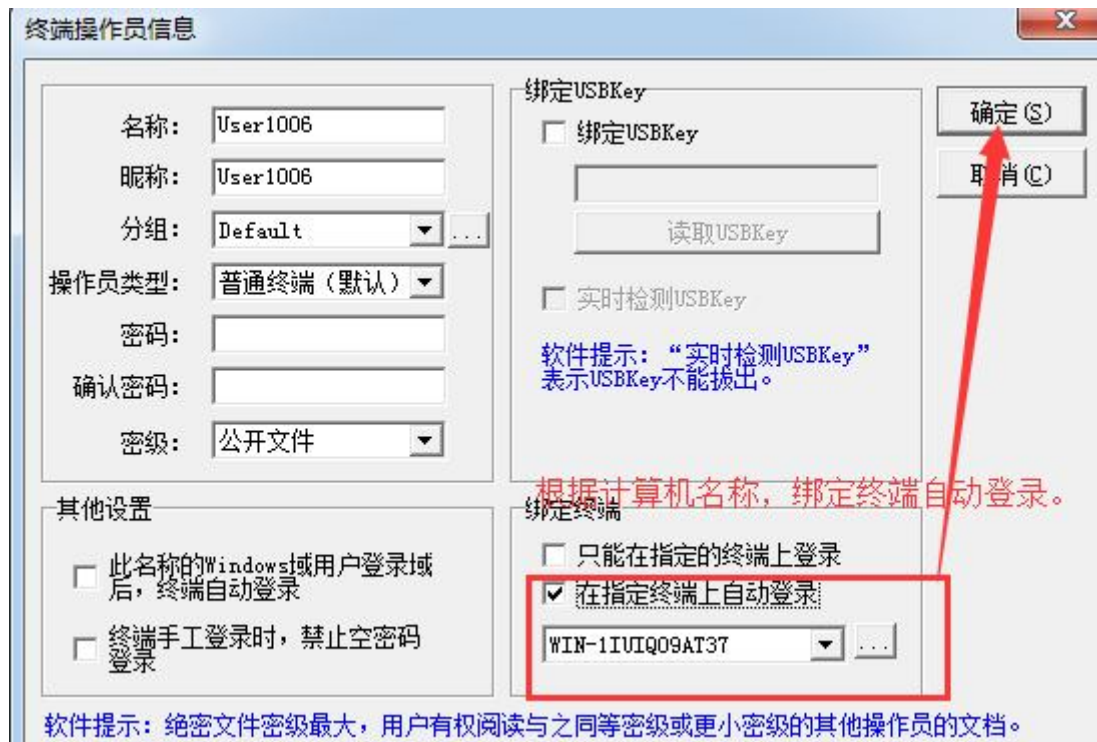 终端操作员信息
名称：
User1006
昵称：
User1006
分组：
Default
...
操作员类型：
普通终端（默认）
密码：
确认密码：
密级：
公开文件
绑定USBKey
绑定USBKey
读取USBKey
实时检测USBKey
软件提示：“实时检测USBKey”
表示USBKey不能拔出。
确定(S)
取消(C)
根据计算机名称，绑定终端自动登录。
其他设置
此名称的Windows域用户登录域
后，终端自动登录
终端手工登录时，禁止空密码
登录
绑定终端
只能在指定的终端上登录
在指定终端上自动登录
WIN-1IUIQO9AT37
...
软件提示：绝密文件密级最大，用户有权阅读与之同等密级或更小密级的其他操作员的文档。